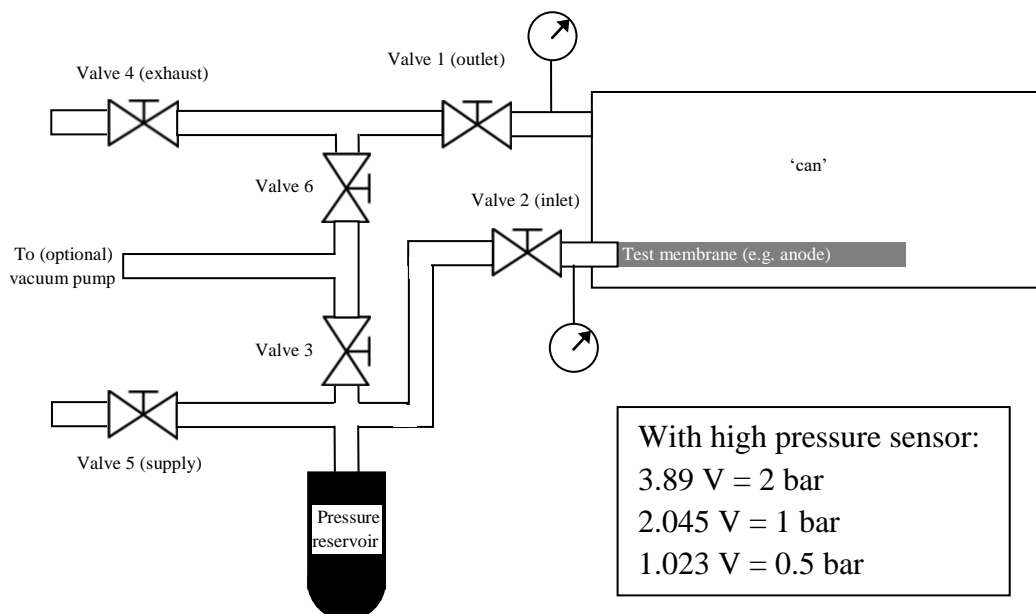 Valve 4 (exhaust)
Valve 1 (outlet)
‘can’
Valve 6
Valve 2 (inlet)
To (optional)
vacuum pump
Test membrane (e.g. anode)
Valve 3
Valve 5 (supply)
Pressure
reservoir
With high pressure sensor:
3.89 V = 2 bar
2.045 V = 1 bar
1.023 V = 0.5 bar